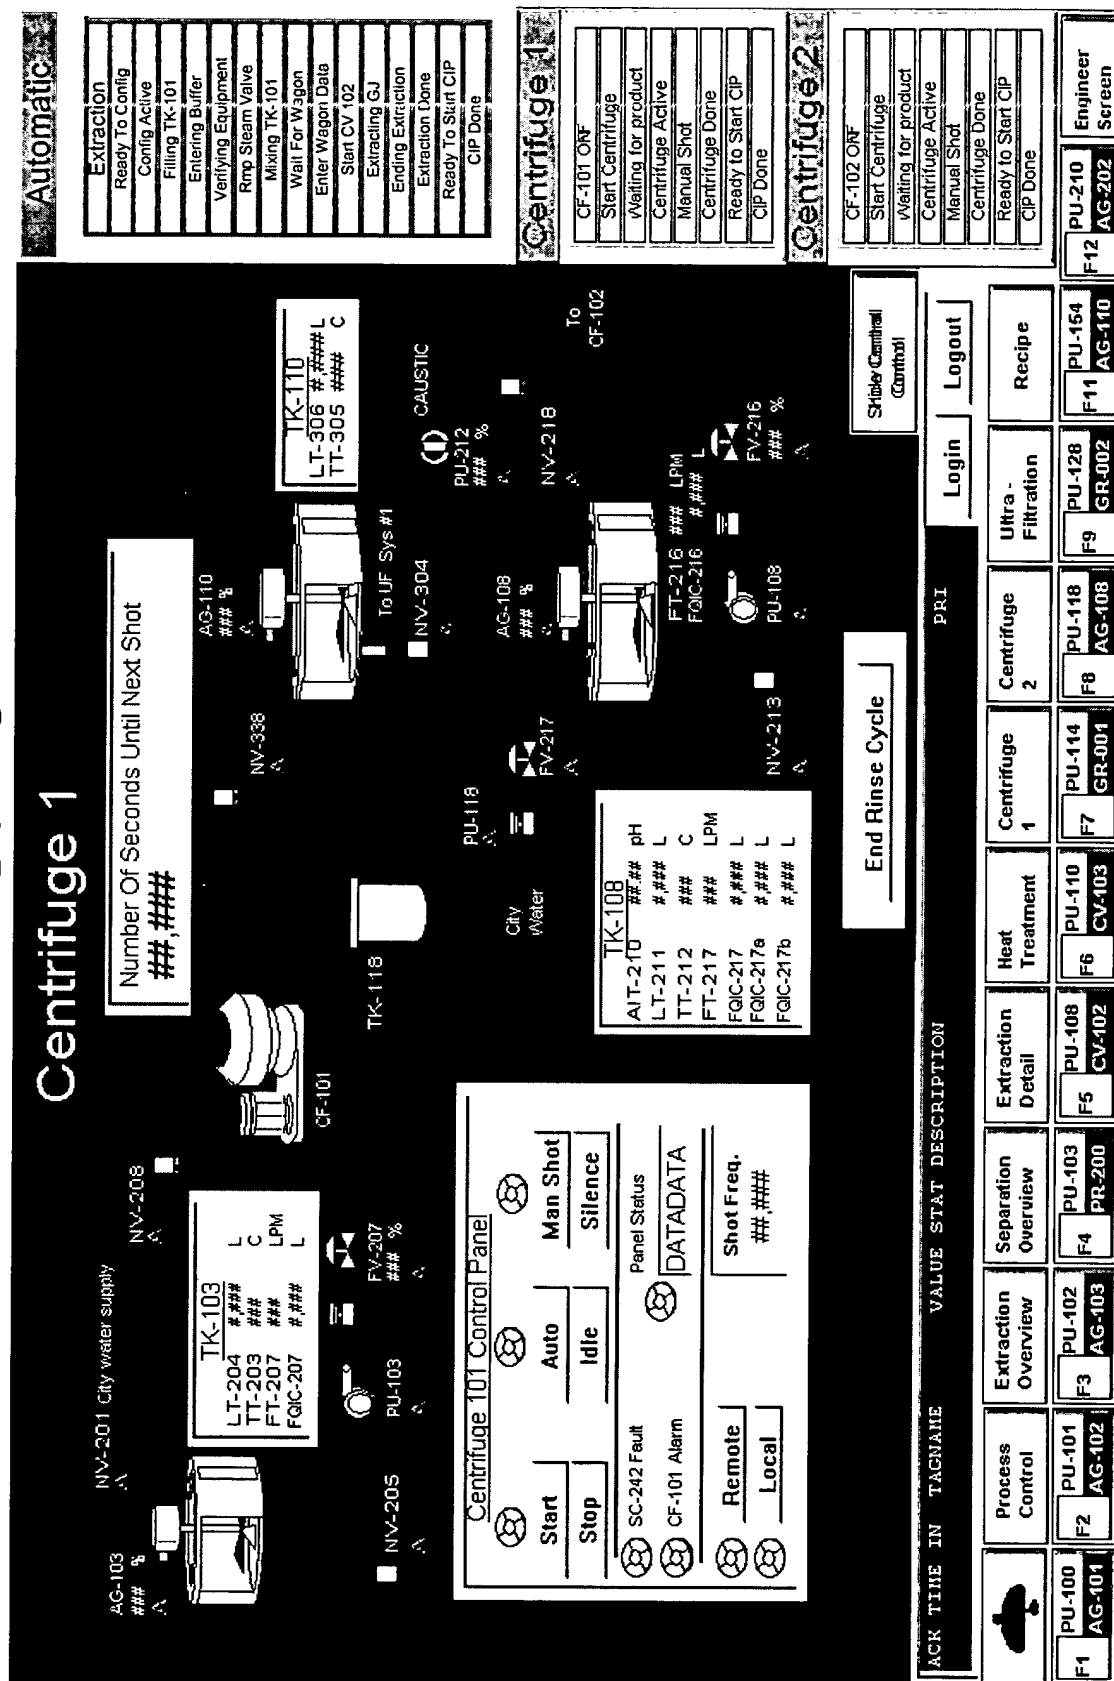 Centrifuge 1
Automatic
Number Of Seconds Until Next Shot
##,###
Extraction
Ready To Config
Config Active
Filling TK-101
Entering Buffer
Verifying Equipment
Rmp Steam Valve
Mixing TK-101
Wait For Wagon
Enter Wagon Data
Start CV 102
Extracting GJ
Ending Extraction
Extraction Done
Ready To Start CIP
CIP Done
AG-103
### %
A
NV-201 City water supply
A
NV-208
A
TK-103
LT-204 #,### L
TT-203 ### C
FT-207 ### LPM
FQIC-207 #,### L
CF-101
NV-205
A
PU-103
A
FV-207
### %
A
TK-118
NV-338
A
AG-110
### %
A
TK-110
LT-306 #,### L
TT-305 ### C
To UF Sys #1
NV-304
A
CAUSTIC
PU-212
### %
A
PU-118
A
City
Water
FV-217
A
AG-108
### %
A
NV-218
A
To
CF-102
Centrifuge 101 Control Panel
Start
Auto
Man Shot
Stop
Idle
Silence
SC-242 Fault
Panel Status
CF-101 Alarm
DATADATA
Remote
Shot Freq.
Local
##,###
TK-108
AIT-210 ##.## pH
LT-211 #,### L
TT-212 ### C
FT-217 ### LPM
FQIC-217 #,### L
FQIC-217a #,### L
FQIC-217b #,### L
FT-216 ### LPM
FQIC-216 #,### L
NV-213
A
PU-108
A
FV-216
### %
A
End Rinse Cycle
Centrifuge 1
Start Centrifuge
Waiting for product
Centrifuge Active
Manual Shot
Centrifuge Done
Ready to Start CIP
CIP Done
Centrifuge 2
Start Centrifuge
Waiting for product
Centrifuge Active
Manual Shot
Centrifuge Done
Ready to Start CIP
CIP Done
ACK TIME IN TAGNAME VALUE STAT DESCRIPTION PRI
Login
Logout
Process
Control
Extraction
Overview
Separation
Overview
Extraction
Detail
Heat
Treatment
Centrifuge
1
Centrifuge
2
Ultra -
Filtration
Recipe
Engineer
Screen
F1 PU-100 AG-101
F2 PU-101 AG-102
F3 PU-102 AG-103
F4 PU-103 PR-200
F5 PU-108 CV-102
F6 PU-110 CV-103
F7 PU-114 GR-001
F8 PU-118 AG-108
F9 PU-128 GR-002
F11 PU-154 AG-110
F12 PU-210 AG-202